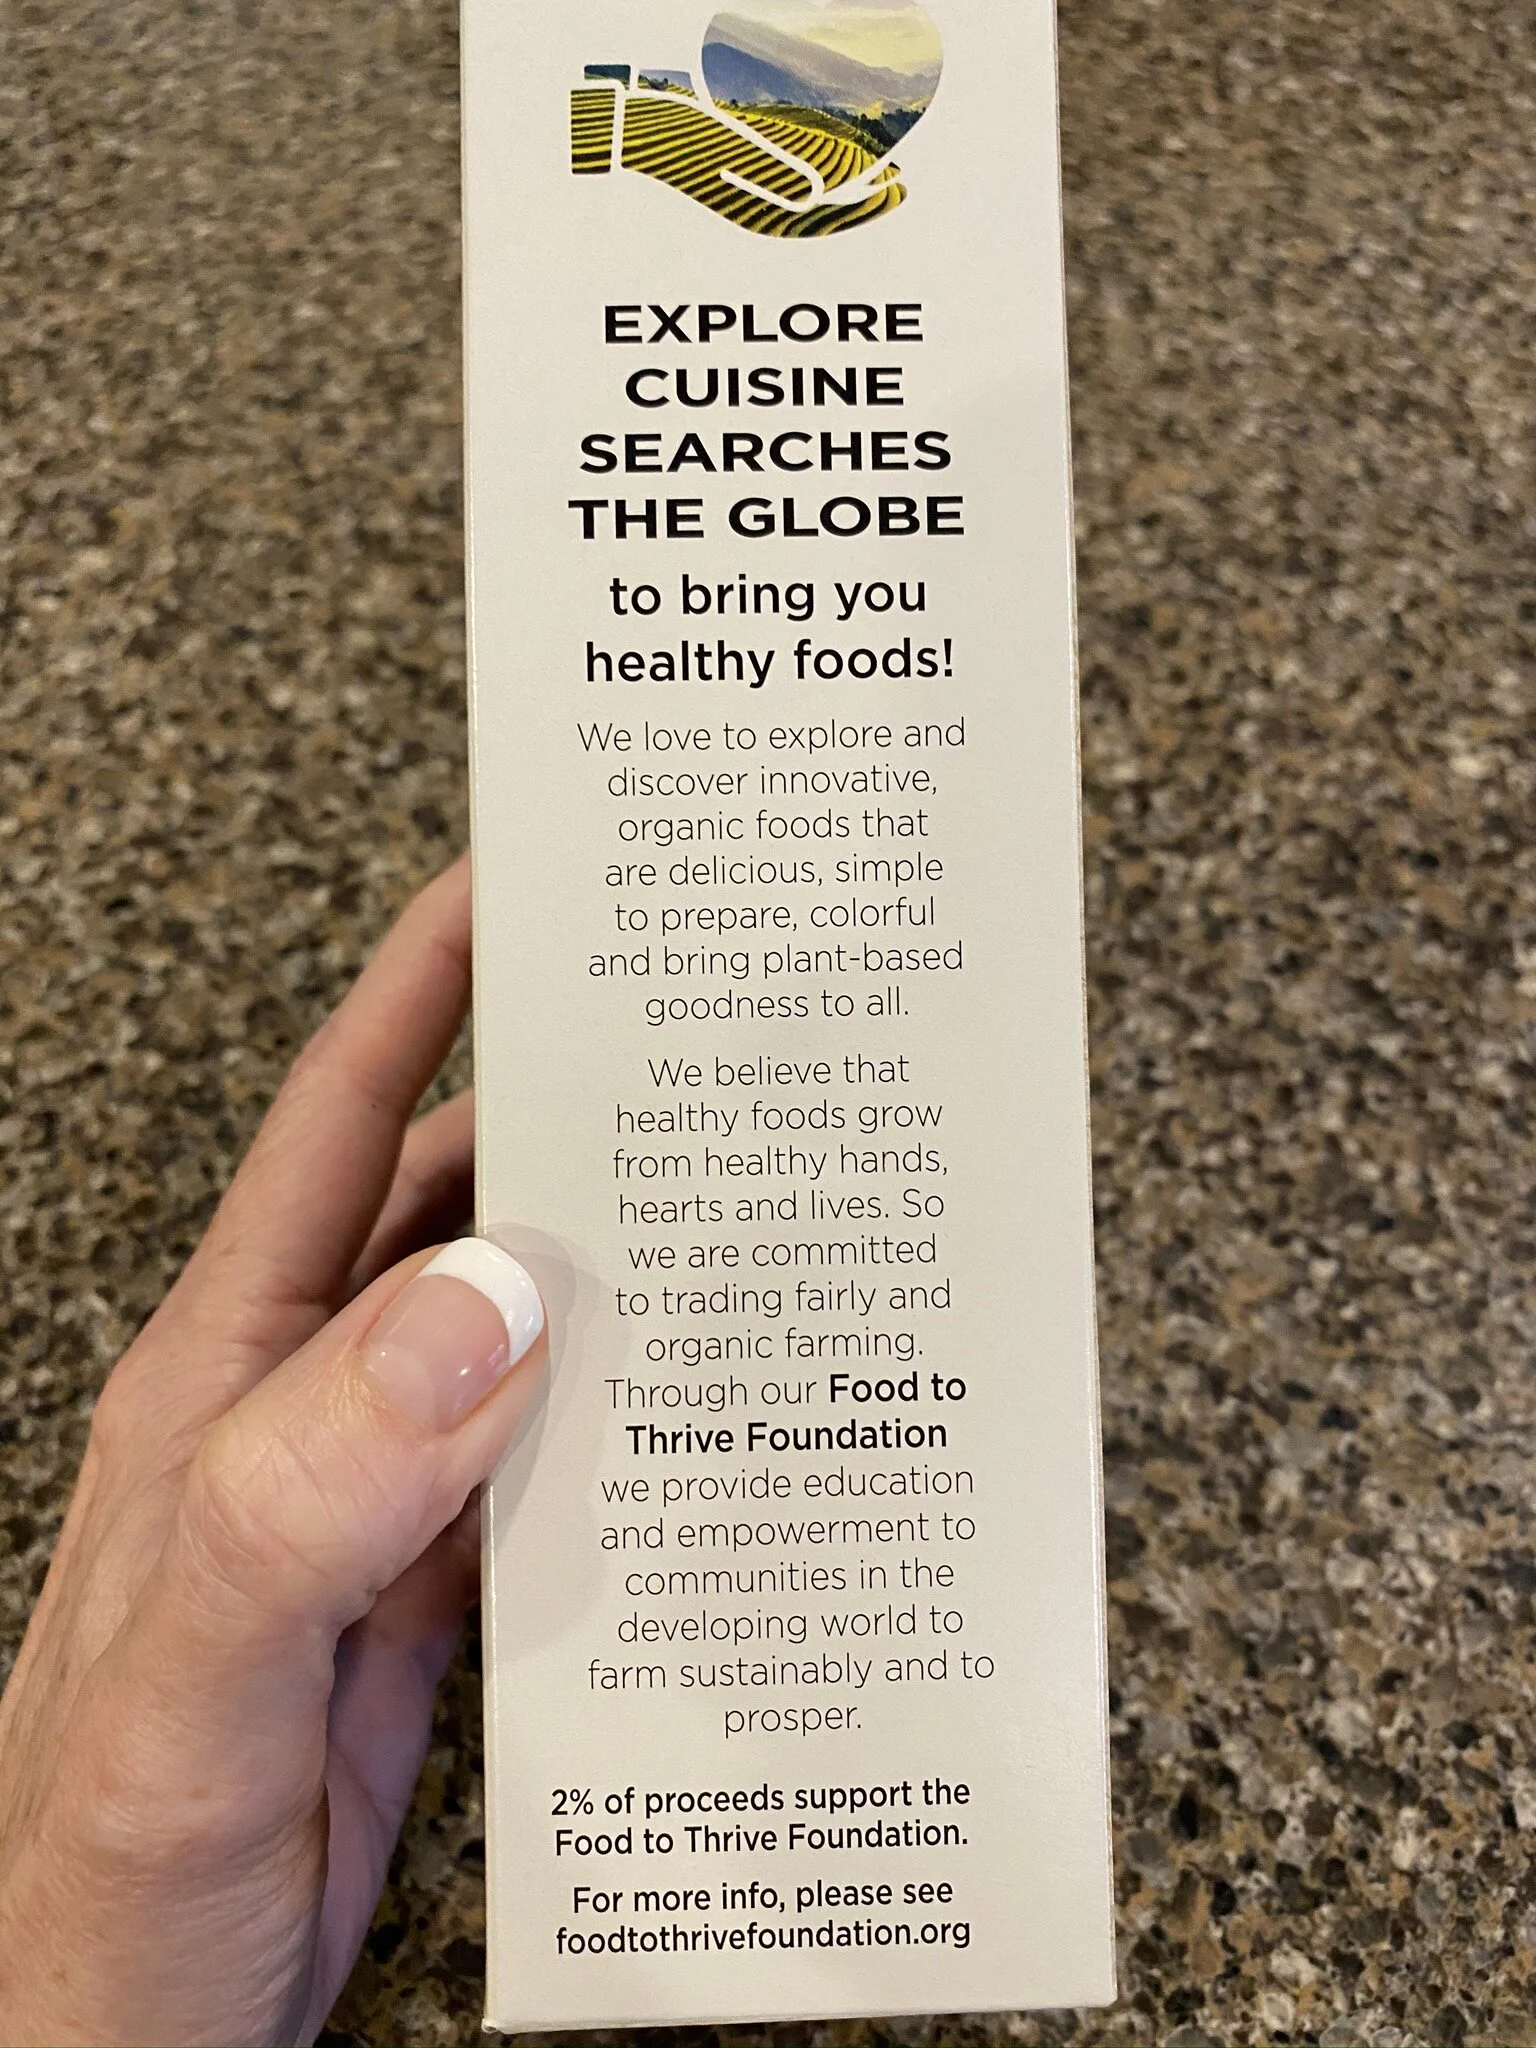 EXPLORE
CUISINE
SEARCHES
THE GLOBE
to bring you
healthy foods!
We love to explore and
discover innovative,
organic foods that
are delicious, simple
to prepare, colorful
and bring plant-based
goodness to all.
We believe that
healthy foods grow
from healthy hands,
hearts and lives. So
we are committed
to trading fairly and
organic farming.
Through our Food to
Thrive Foundation
we provide education
and empowerment to
communities in the
developing world to
farm sustainably and to
prosper.
2% of proceeds support the
Food to Thrive Foundation.
For more info, please see
foodtothrivefoundation.org